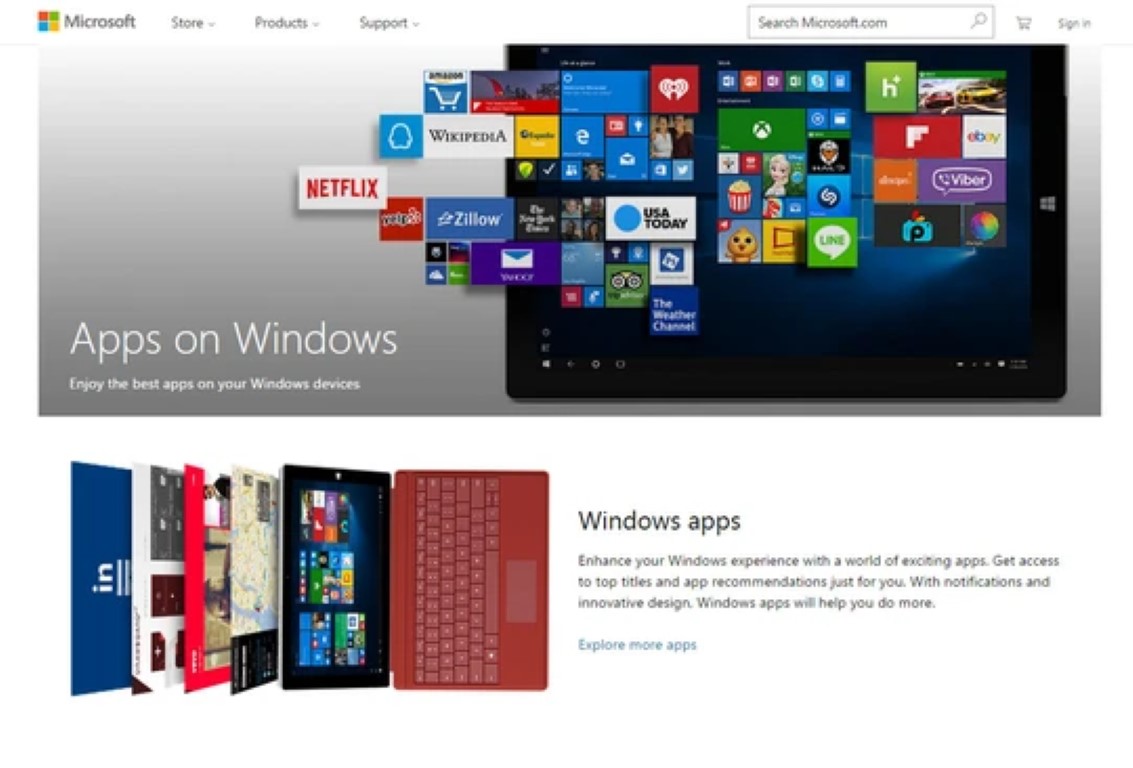 Microsoft
Store
Products
Support
Search Microsoft.com
Sign in
amazon
WIKIPEDIA
Expedia
ebay
NETFLIX
Viber
yelp
Zillow
The New York Times
USA TODAY
LINE
YAHOO!
tripadvisor
The Weather Channel
Apps on Windows
Enjoy the best apps on your Windows devices
in
Windows apps
Enhance your Windows experience with a world of exciting apps. Get access
to top titles and app recommendations just for you. With notifications and
innovative design. Windows apps will help you do more.
Explore more apps